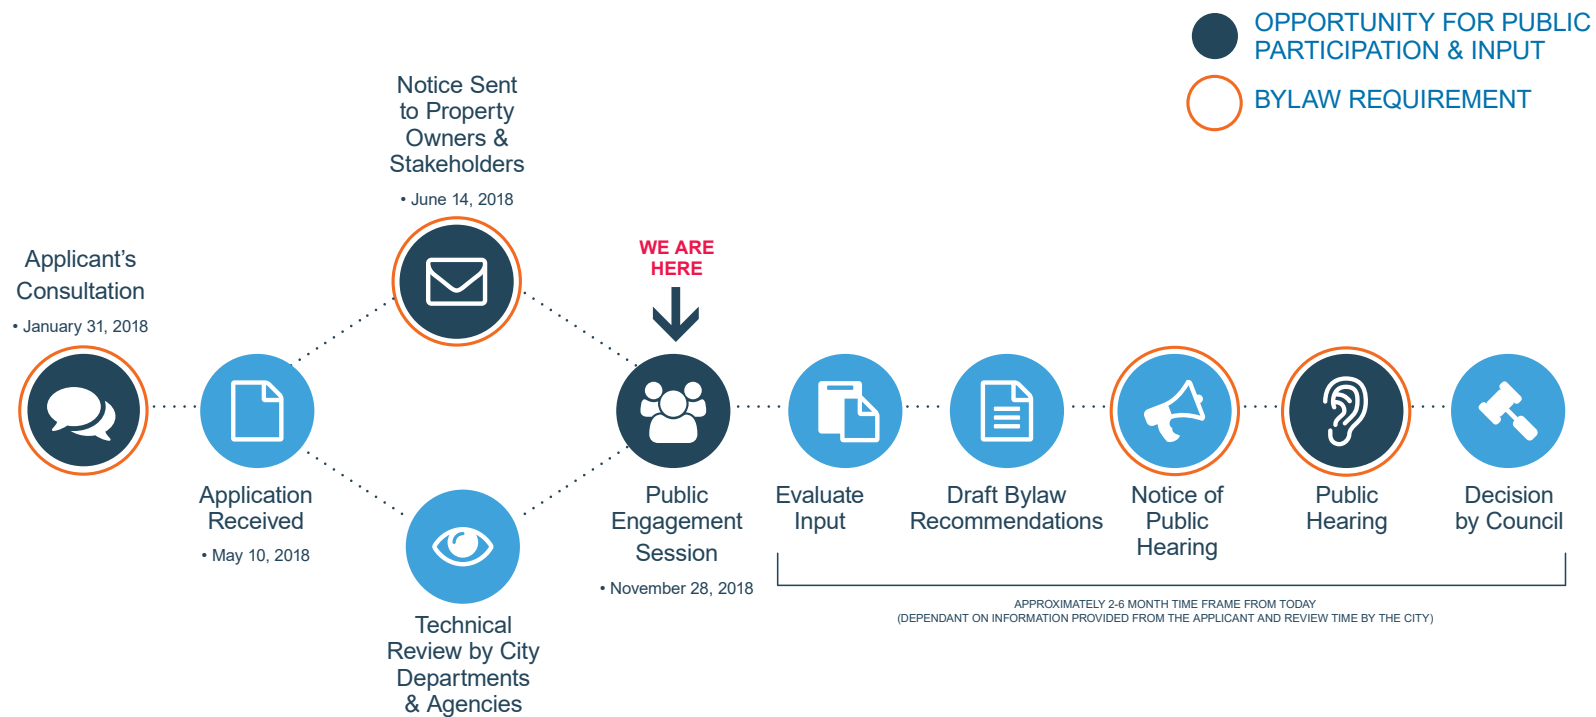 OPPORTUNITY FOR PUBLIC
PARTICIPATION & INPUT
BYLAW REQUIREMENT
Applicant’s
Consultation
• January 31, 2018
Application
Received
• May 10, 2018
Notice Sent
to Property
Owners &
Stakeholders
• June 14, 2018
Technical
Review by City
Departments
& Agencies
WE ARE
HERE
Public
Engagement
Session
• November 28, 2018
Evaluate
Input
Draft Bylaw
Recommendations
Notice of
Public
Hearing
Public
Hearing
Decision
by Council
APPROXIMATELY 2-6 MONTH TIME FRAME FROM TODAY
(DEPENDANT ON INFORMATION PROVIDED FROM THE APPLICANT AND REVIEW TIME BY THE CITY)